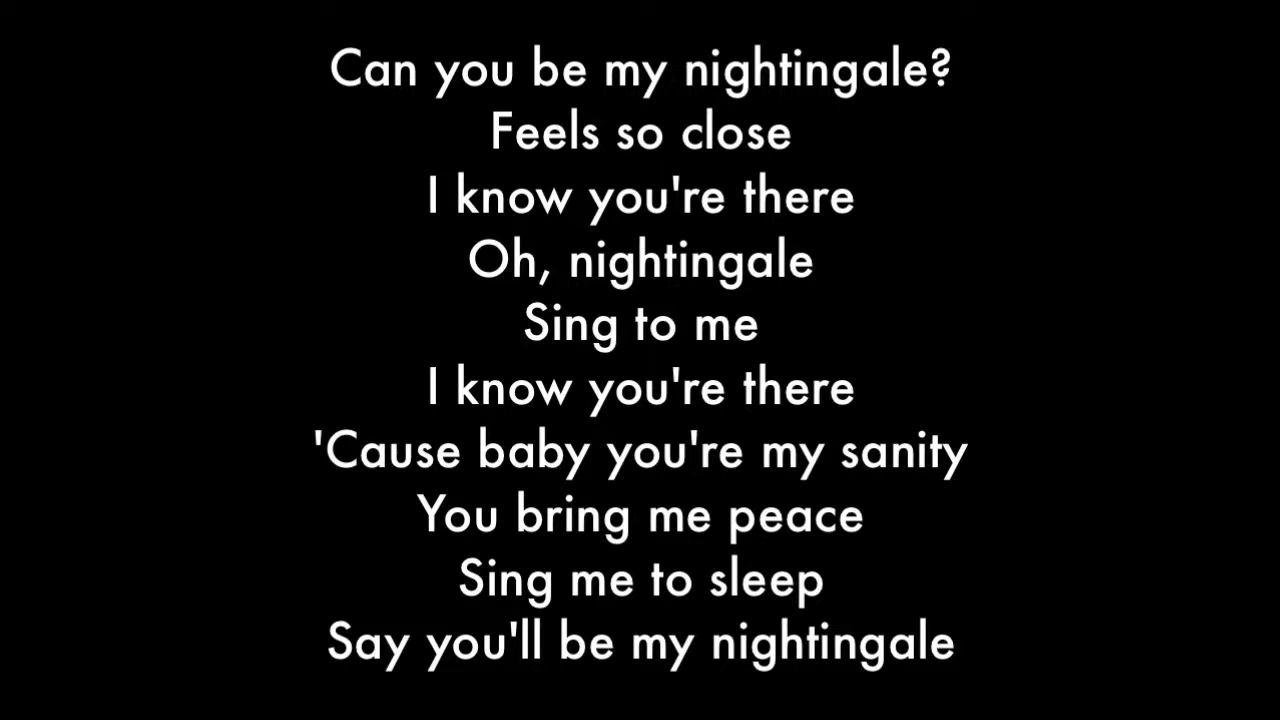 Can you be my nightingale?
Feels so close
I know you're there
Oh, nightingale
Sing to me
I know you're there
'Cause baby you're my sanity
You bring me peace
Sing me to sleep
Say you'll be my nightingale